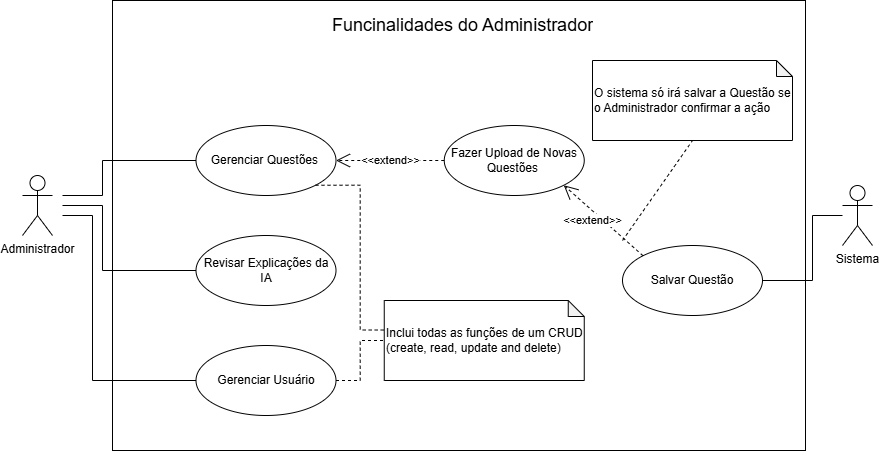 Funcinalidades do Administrador
O sistema só irá salvar a Questão se
o Administrador confirmar a ação
Gerenciar Questões
<<extend>>
Fazer Upload de Novas
Questões
<<extend>>
Administrador
Revisar Explicações da
IA
Salvar Questão
Sistema
Inclui todas as funções de um CRUD
(create, read, update and delete)
Gerenciar Usuário